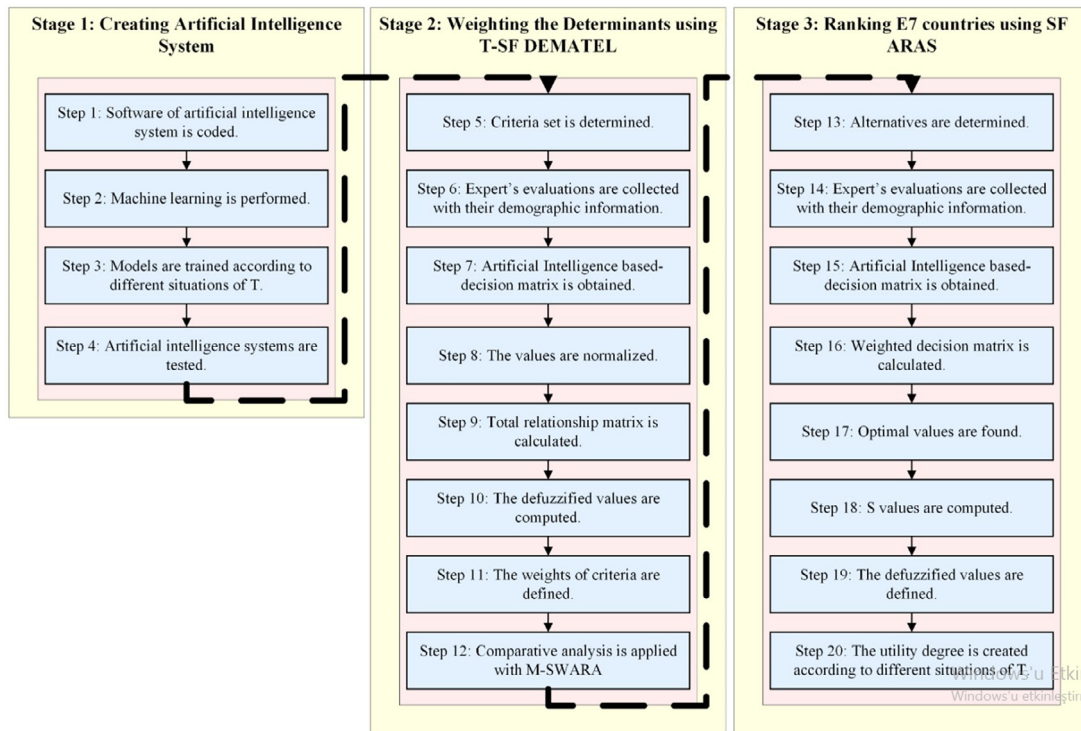 Stage 1: Creating Artificial Intelligence
System
Step 1: Software of artificial intelligence
system is coded.
Step 2: Machine learning is performed.
Step 3: Models are trained according to
different situations of T.
Step 4: Artificial intelligence systems are
tested.
Stage 2: Weighting the Determinants using
T-SF DEMATEL
Step 5: Criteria set is determined.
Step 6: Expert's evaluations are collected
with their demographic information.
Step 7: Artificial Intelligence based-
decision matrix is obtained.
Step 8: The values are normalized.
Step 9: Total relationship matrix is
calculated.
Step 10: The defuzzified values are
computed.
Step 11: The weights of criteria are
defined.
Step 12: Comparative analysis is applied
with M-SWARA
Stage 3: Ranking E7 countries using SF
ARAS
Step 13: Alternatives are determined.
Step 14: Expert's evaluations are collected
with their demographic information.
Step 15: Artificial Intelligence based-
decision matrix is obtained.
Step 16: Weighted decision matrix is
calculated.
Step 17: Optimal values are found.
Step 18: S values are computed.
Step 19: The defuzzified values are
defined.
Step 20: The utility degree is created
according to different situations of T.
Windows'u Etki
Windows'u etkinleştir